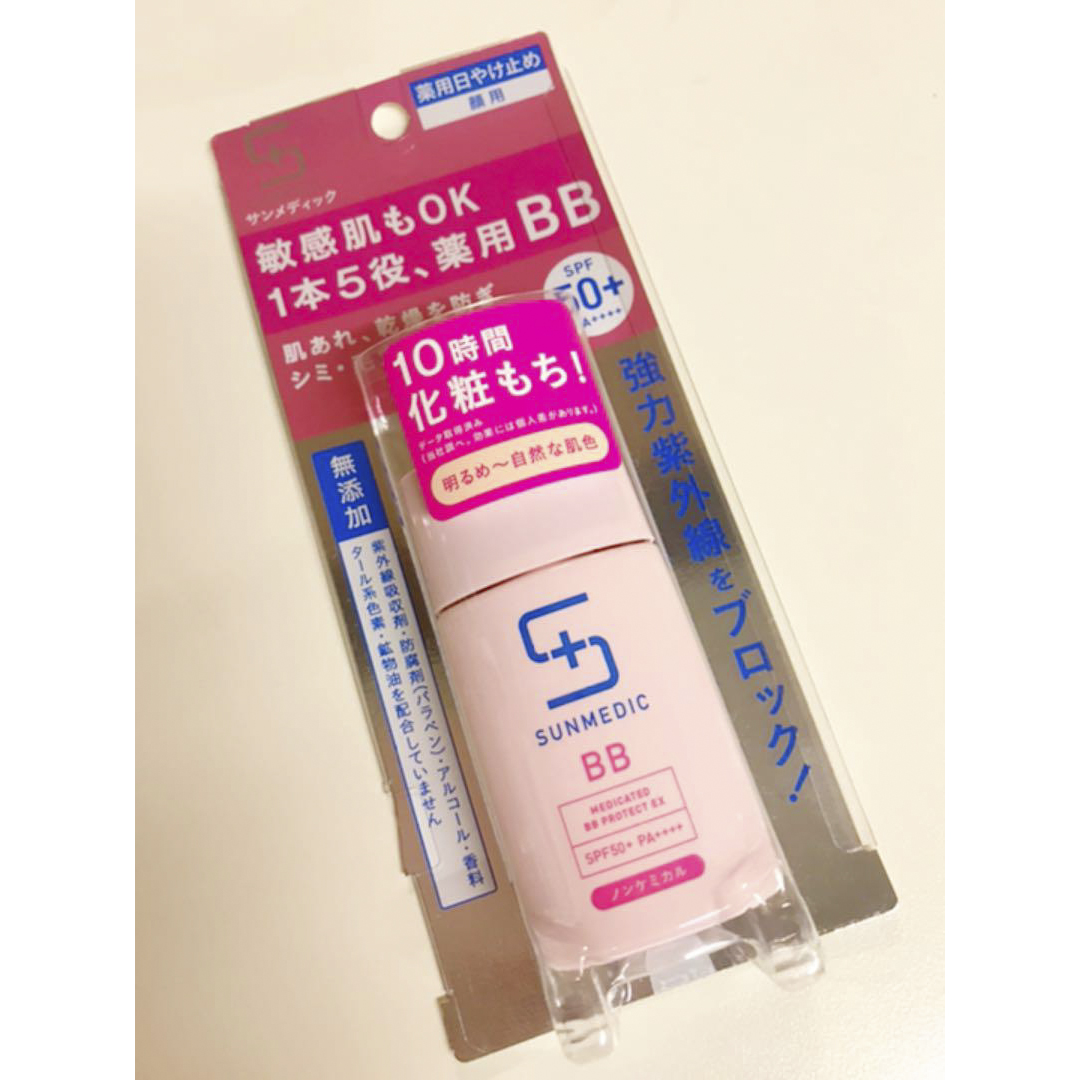 薬用日やけ止め
顔用
サンメディック
敏感肌もOK
1本5役、薬用BB
肌あれ、乾燥を防ぎ
シミ・
SPF
50+
PA++++
10時間
化粧もち!
データ取得済み
(当社調べ。効果には個人差があります。)
明るめ〜自然な肌色
強力紫外線をブロック!
無添加
紫外線吸収剤・防腐剤(パラベン)・アルコール・香料
タール系色素・鉱物油を配合していません
SUNMEDIC
BB
MEDICATED
BB PROTECT EX
SPF50+ PA++++
ノンケミカル